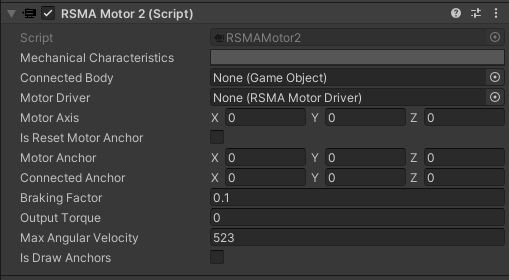 RSMA Motor 2 (Script)
Script RSMAMotor2
Mechanical Characteristics
Connected Body None (Game Object)
Motor Driver None (RSMA Motor Driver)
Motor Axis X 0 Y 0 Z 0
Is Reset Motor Anchor
Motor Anchor X 0 Y 0 Z 0
Connected Anchor X 0 Y 0 Z 0
Braking Factor 0.1
Output Torque 0
Max Angular Velocity 523
Is Draw Anchors